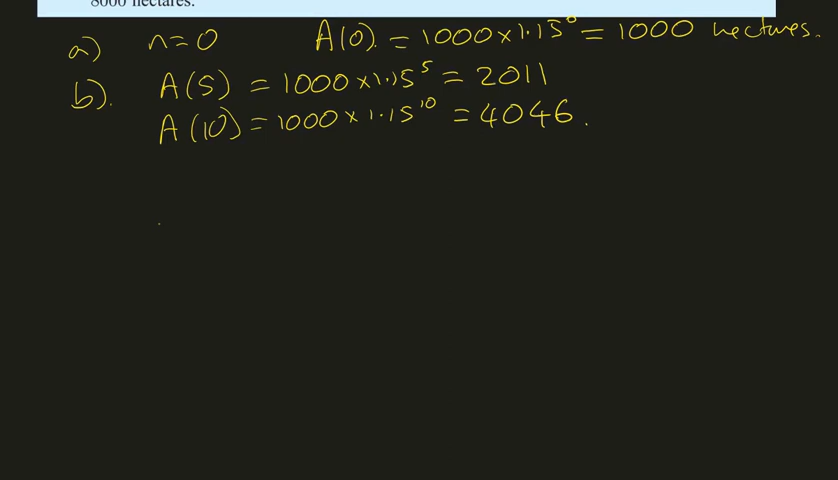 8000 hectares.
a) n=0 A(0). = 1000×1.15⁰ = 1000 hectares.
b). A(5) = 1000×1.15⁵ = 2011
A(10) = 1000×1.15¹⁰ = 4046.